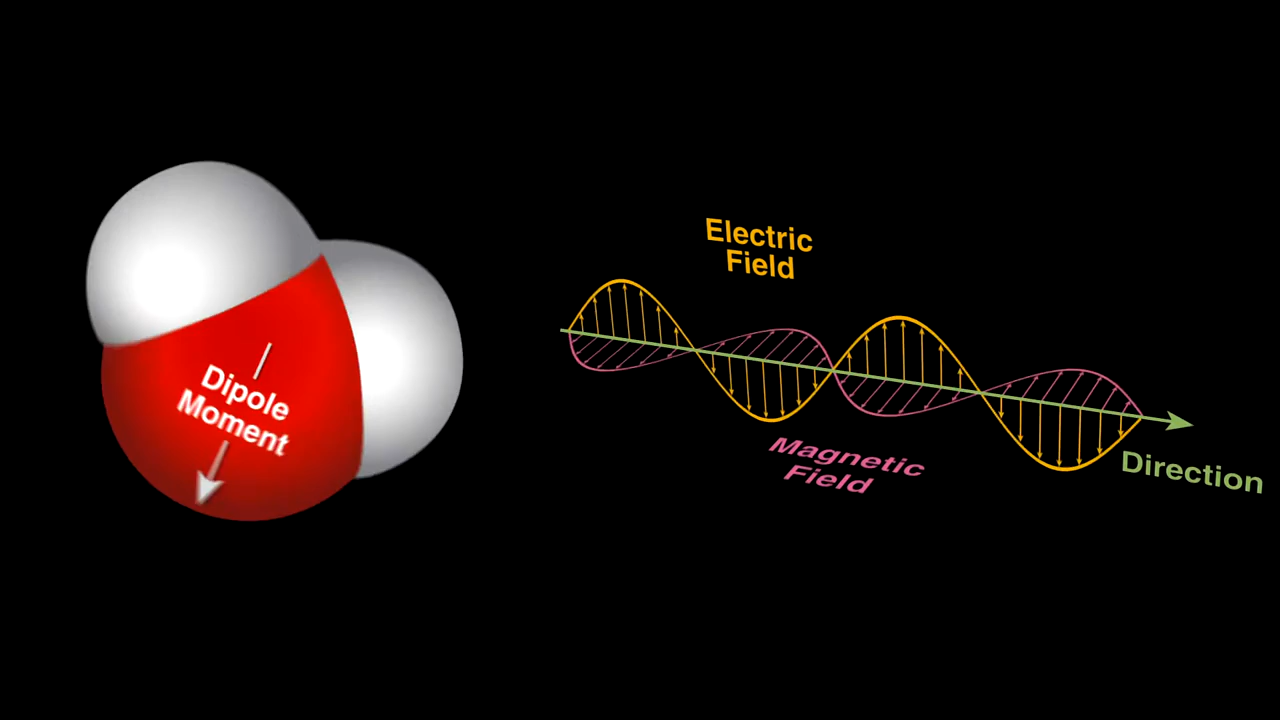 Dipole
Moment
Electric
Field
Magnetic
Field
Direction